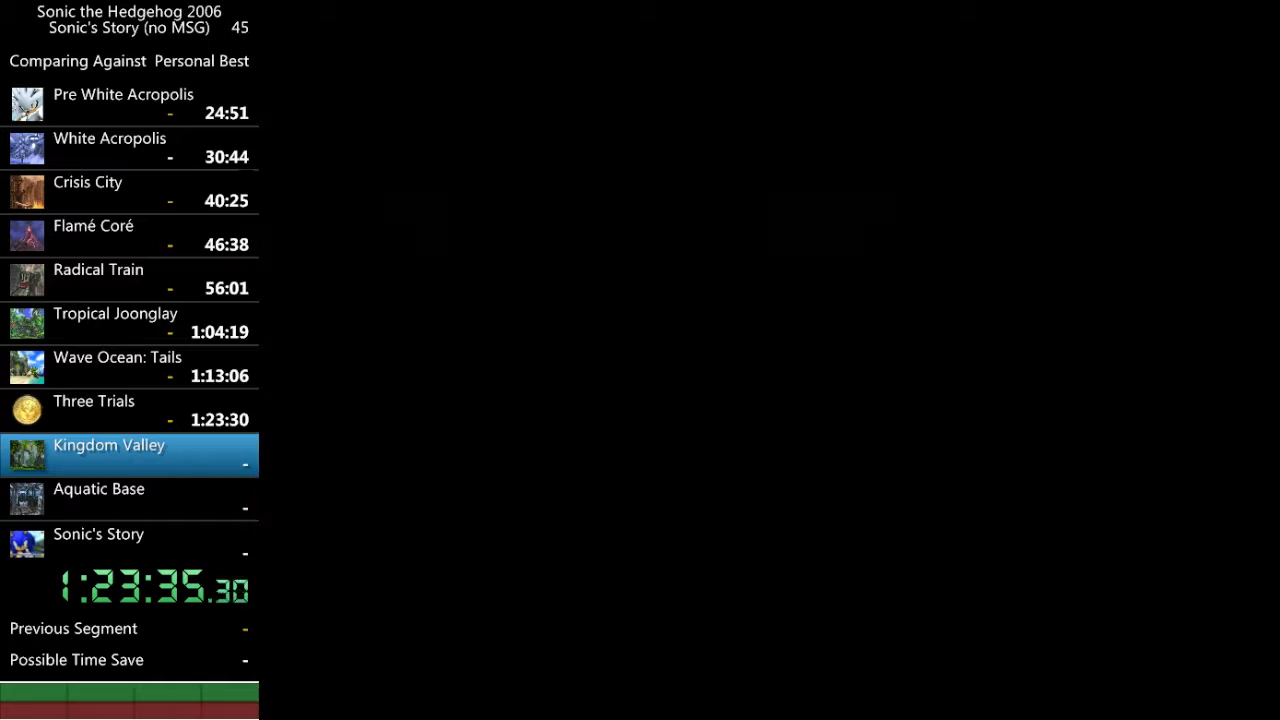 Sonic the Hedgehog 2006
Sonic's Story (no MSG) 45
Comparing Against Personal Best
Pre White Acropolis
- 24:51
White Acropolis
- 30:44
Crisis City
- 40:25
Flamé Coré
- 46:38
Radical Train
- 56:01
Tropical Joonglay
- 1:04:19
Wave Ocean: Tails
- 1:13:06
Three Trials
- 1:23:30
Kingdom Valley
-
Aquatic Base
-
Sonic's Story
-
1:23:35.30
Previous Segment -
Possible Time Save -